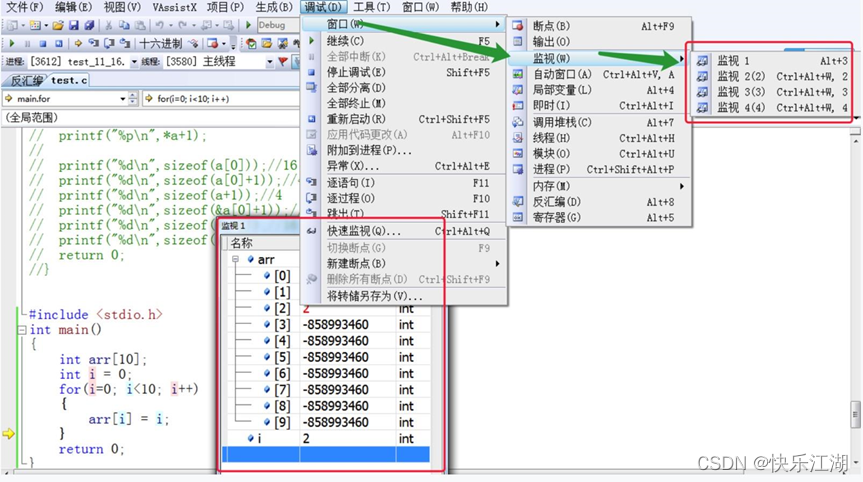 文件(F) 编辑(E) 视图(V) VAssistX 项目(P) 生成(B) 调试(D) 工具(T) 窗口(W) 帮助(H)
Debug
十六进制
进程: [3612] test_11_16. 线程: [3580] 主线程
反汇编 test.c
main.for for(i=0; i<10; i++)
(全局范围)
// printf("%p\n",*a+1);
//
// printf("%d\n",sizeof(a[0]));//16
// printf("%d\n",sizeof(a[0]+1));//
// printf("%d\n",sizeof(a+1));//4
// printf("%d\n",sizeof(&a[0]+1));//
// printf("%d\n",sizeof(
// printf("%d\n",sizeof(
// return 0;
//}
#include <stdio.h>
int main()
{
int arr[10];
int i = 0;
for(i=0; i<10; i++)
{
arr[i] = i;
}
return 0;
}
窗口(W)
继续(C) F5
全部中断(K) Ctrl+Alt+Break
停止调试(E) Shift+F5
全部分离(D)
全部终止(M)
重新启动(R) Ctrl+Shift+F5
应用代码更改(A) Alt+F10
附加到进程(P)...
异常(X)... Ctrl+Alt+E
逐语句(I) F11
逐过程(O) F10
跳出(T) Shift+F11
快速监视(Q)... Ctrl+Alt+Q
切换断点(G) F9
新建断点(B)
删除所有断点(D) Ctrl+Shift+F9
将转储另存为(V)...
断点(B) Alt+F9
输出(O)
监视(W)
自动窗口(A) Ctrl+Alt+V, A
局部变量(L) Alt+4
即时(I) Ctrl+Alt+I
调用堆栈(C) Alt+7
线程(H) Ctrl+Alt+H
模块(O) Ctrl+Alt+U
进程(P) Ctrl+Shift+Alt+P
内存(M)
反汇编(D) Alt+8
寄存器(G) Alt+5
监视 1 Alt+3
监视 2(2) Ctrl+Alt+W, 2
监视 3(3) Ctrl+Alt+W, 3
监视 4(4) Ctrl+Alt+W, 4
监视 1
名称
arr
[0]
[1]
[2] 2 int
[3] -858993460 int
[4] -858993460 int
[5] -858993460 int
[6] -858993460 int
[7] -858993460 int
[8] -858993460 int
[9] -858993460 int
i 2 int
CSDN @快乐江湖